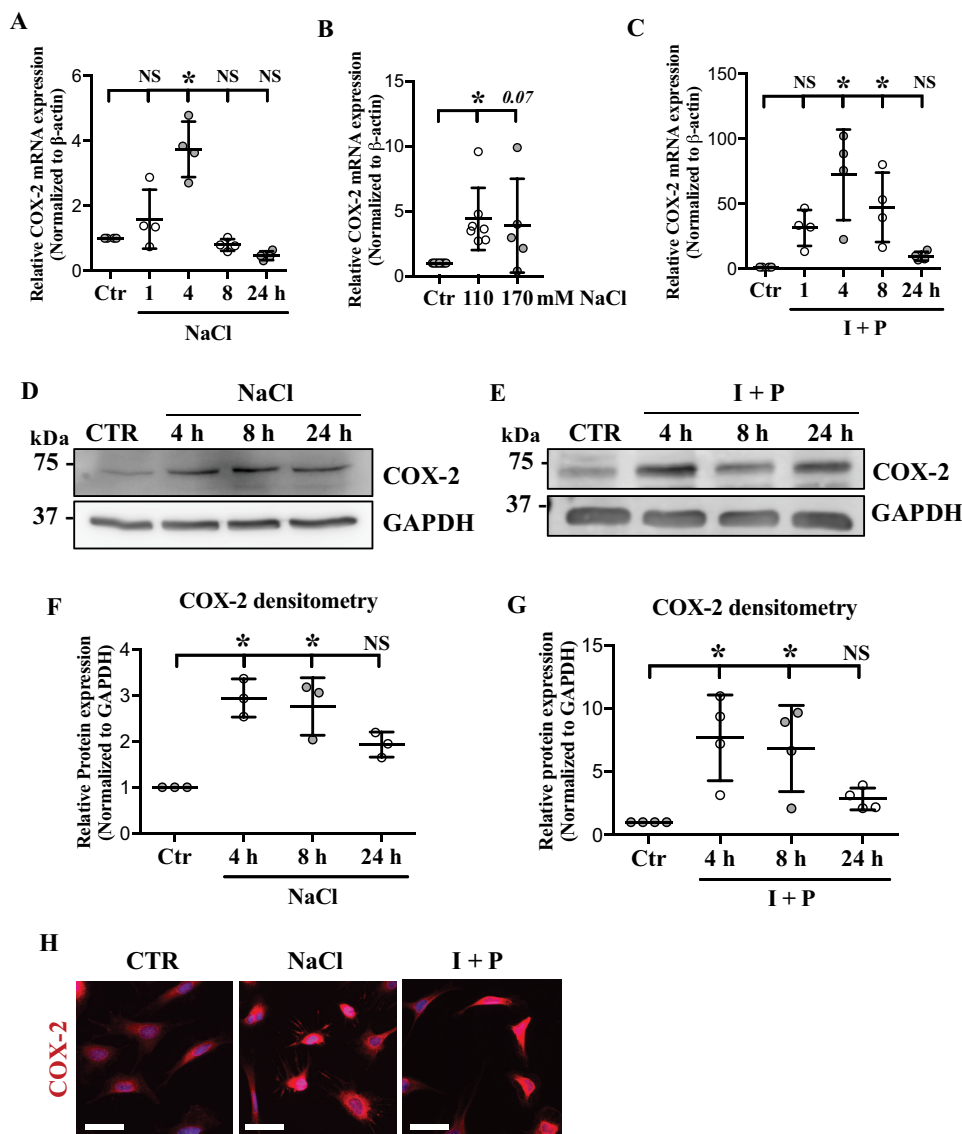 A
Relative COX-2 mRNA expression
(Normalized to β-actin)
6
4
2
0
NS
*
NS
NS
Ctr 1 4 8 24 h
NaCl
B
Relative COX-2 mRNA expression
(Normalized to β-actin)
15
10
5
0
* 0.07
Ctr 110 170 mM NaCl
C
Relative COX-2 mRNA expression
(Normalized to β-actin)
150
100
50
0
NS * * NS
Ctr 1 4 8 24 h
I + P
D
NaCl
kDa CTR 4 h 8 h 24 h
75
COX-2
37
GAPDH
E
I + P
kDa CTR 4 h 8 h 24 h
75
COX-2
37
GAPDH
F
COX-2 densitometry
Relative Protein expression
(Normalized to GAPDH)
4
3
2
1
0
* * NS
Ctr 4 h 8 h 24 h
NaCl
G
COX-2 densitometry
Relative protein expression
(Normalized to GAPDH)
15
10
5
0
* * NS
Ctr 4 h 8 h 24 h
I + P
H
CTR NaCl I + P
COX-2